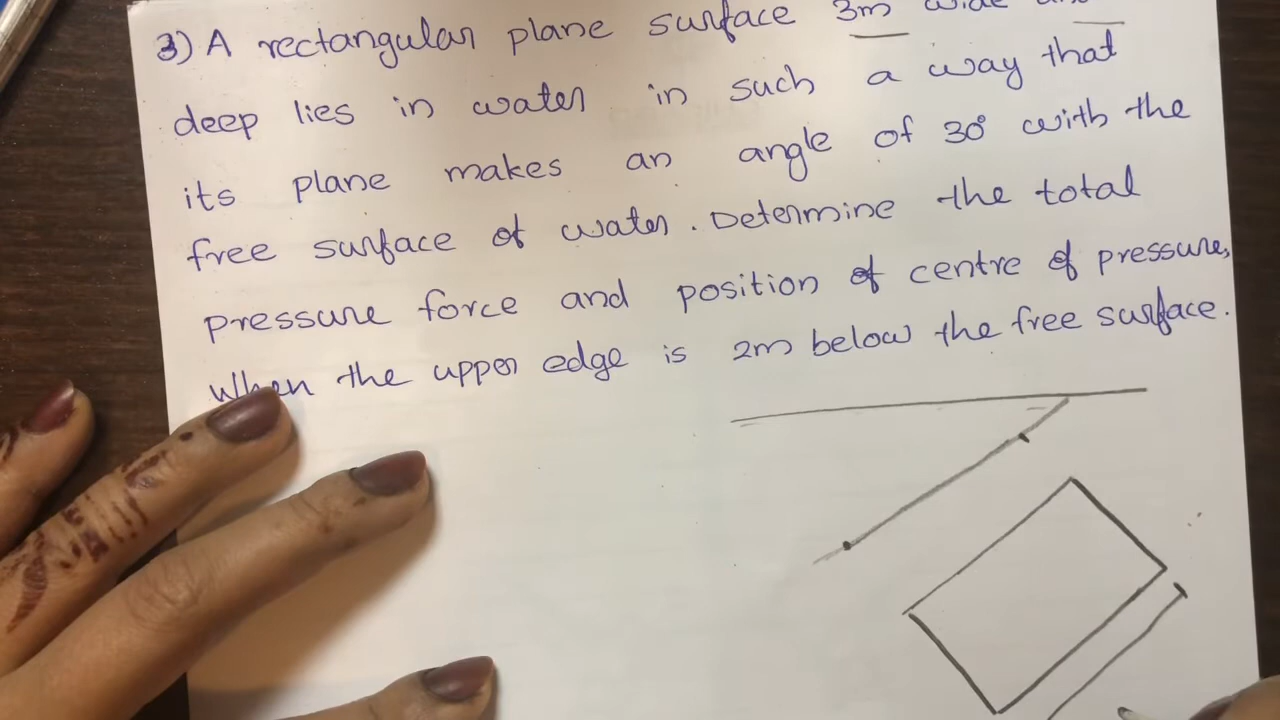 3) A rectangular plane surface 3m wide
deep lies in water in such a way that
its plane makes an angle of 30° with the
free surface of water. Determine the total
pressure force and position of centre of pressure,
when the upper edge is 2m below the free surface.